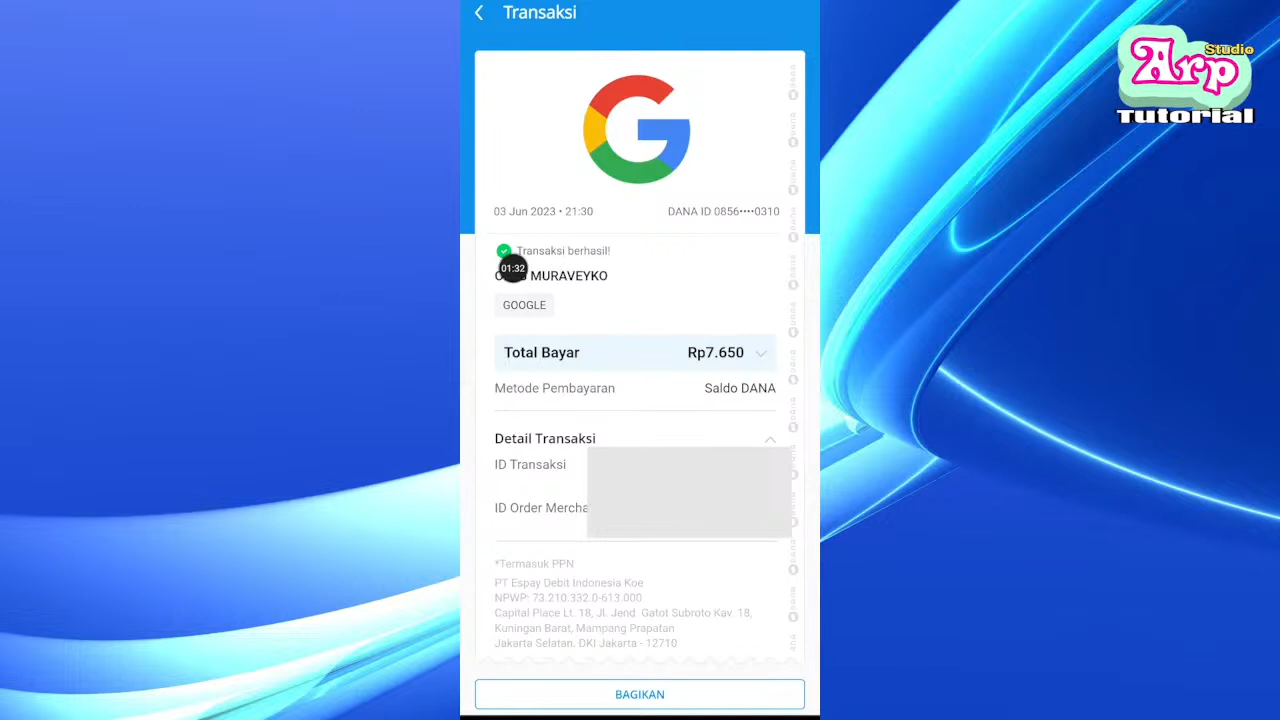 Transaksi
Studio
Arp
Tutorial
03 Jun 2023 • 21:30 DANA ID 0856••••0310
Transaksi berhasil!
01:32
MURAVEYKO
GOOGLE
Total Bayar Rp7.650
Metode Pembayaran Saldo DANA
Detail Transaksi
ID Transaksi
ID Order Mercha
*Termasuk PPN
PT Espay Debit Indonesia Koe
NPWP: 73.210.332.0-613.000
Capital Place Lt. 18, Jl. Jend. Gatot Subroto Kav. 18,
Kuningan Barat, Mampang Prapatan
Jakarta Selatan, DKI Jakarta - 12710
BAGIKAN